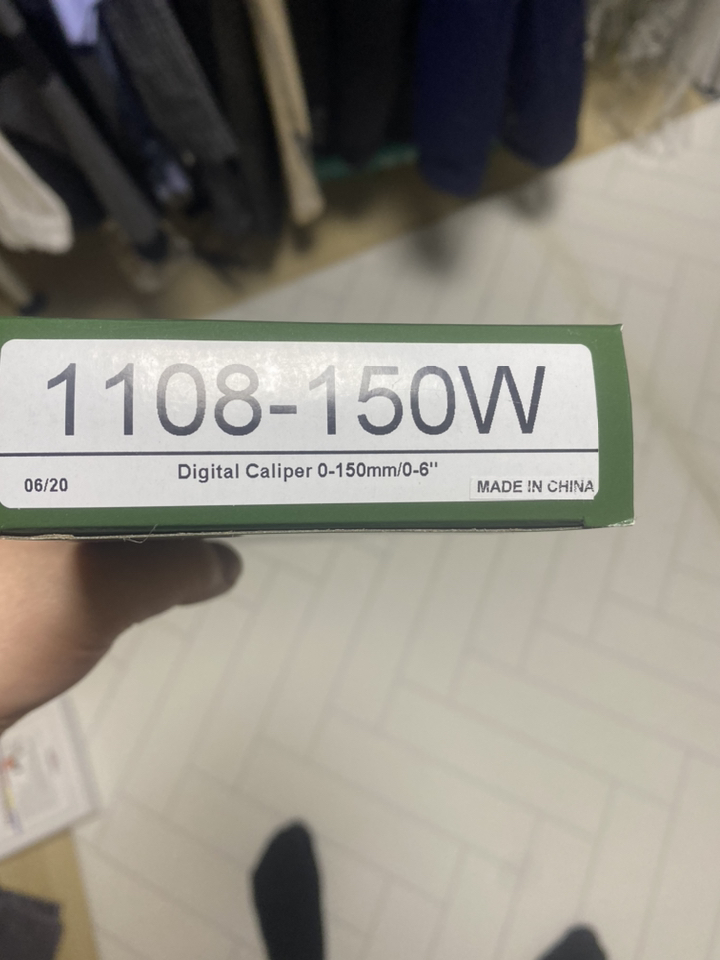 1108-150W
Digital Caliper 0-150mm/0-6"
06/20
MADE IN CHINA